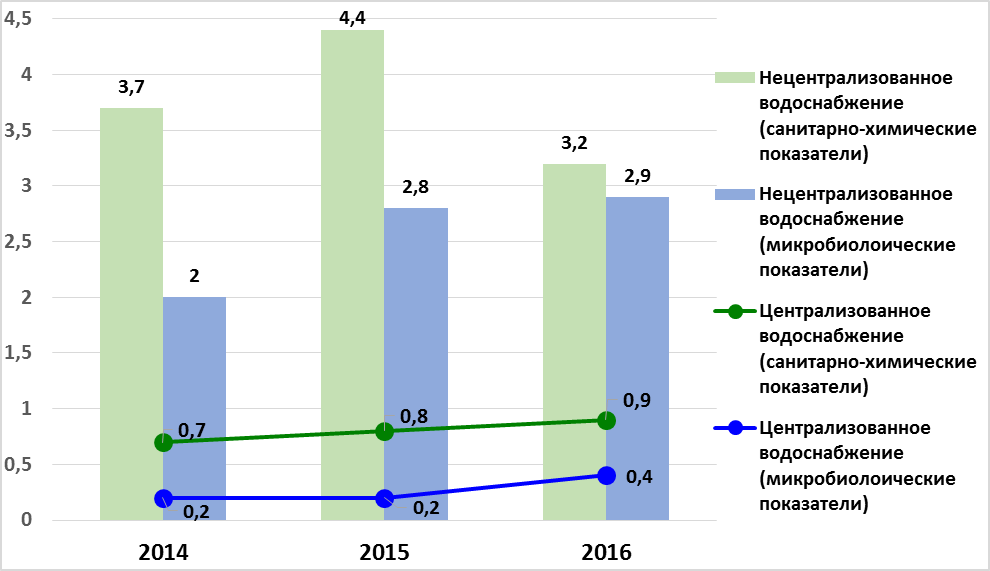 4,5
4
3,5
3
2,5
2
1,5
1
0,5
0
3,7
2
0,7
0,2
4,4
2,8
0,8
0,2
3,2
2,9
0,9
0,4
2014
2015
2016
Нецентрализованное
водоснабжение
(санитарно-химические
показатели)
Нецентрализованное
водоснабжение
(микробиолоические
показатели)
Централизованное
водоснабжение
(санитарно-химические
показатели)
Централизованное
водоснабжение
(микробиолоические
показатели)